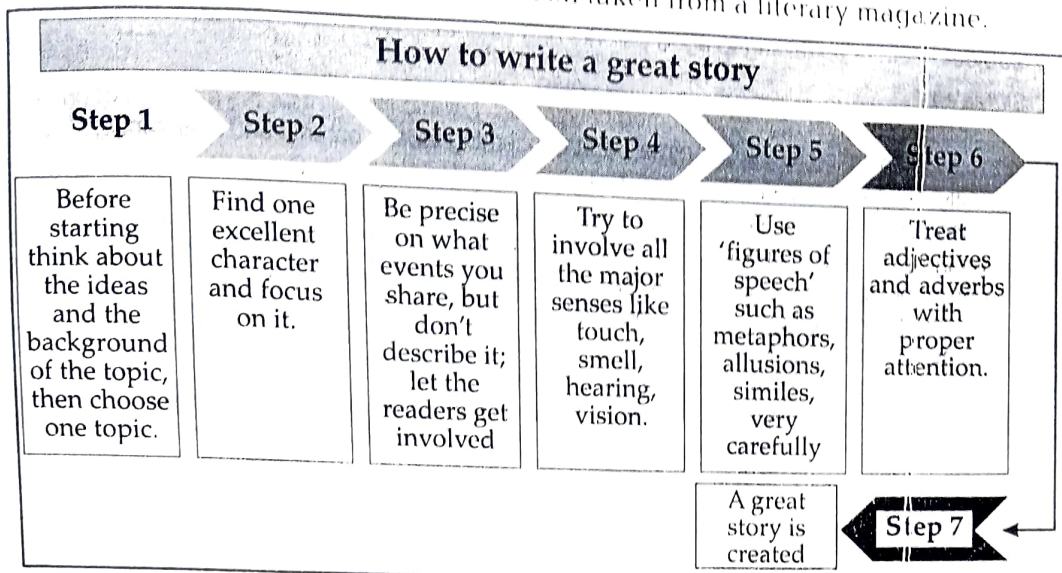 from a literary magazine.
How to write a great story
Step 1
Step 2
Step 3
Step 4
Step 5
Step 6
Before
starting
think about
the ideas
and the
background
of the topic,
then choose
one topic.
Find one
excellent
character
and focus
on it.
Be precise
on what
events you
share, but
don't
describe it;
let the
readers get
involved
Try to
involve all
the major
senses like
touch,
smell,
hearing,
vision.
Use
'figures of
speech'
such as
metaphors,
allusions,
similes,
very
carefully
Treat
adjectives
and adverbs
with
proper
attention.
A great
story is
created
Step 7